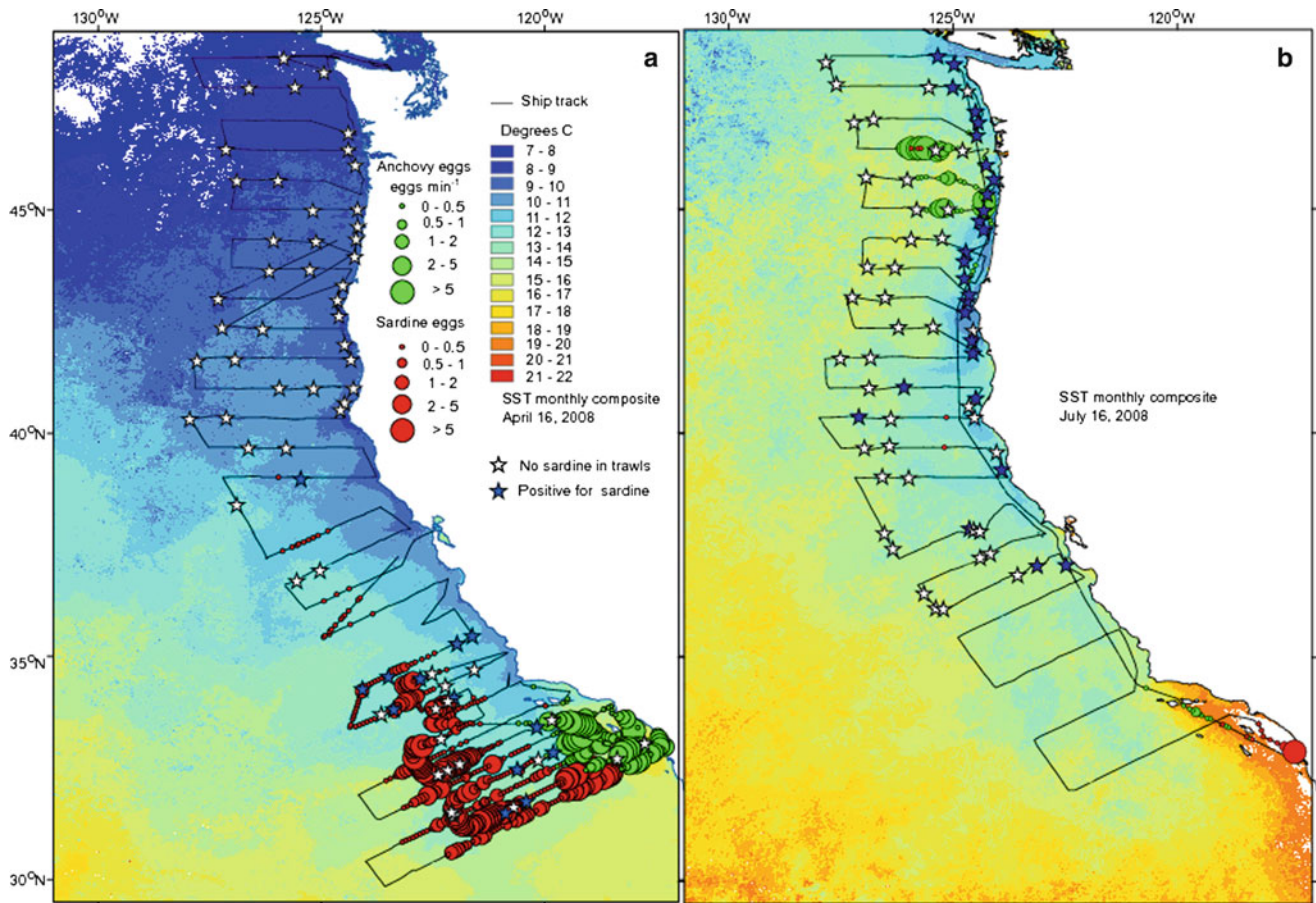 130°W 125°W 120°W
130°W 125°W 120°W
a
b
Ship track
Degrees C
7 - 8
8 - 9
9 - 10
10 - 11
11 - 12
12 - 13
13 - 14
14 - 15
15 - 16
16 - 17
17 - 18
18 - 19
19 - 20
20 - 21
21 - 22
Anchovy eggs
eggs min⁻¹
0 - 0.5
0.5 - 1
1 - 2
2 - 5
> 5
Sardine eggs
0 - 0.5
0.5 - 1
1 - 2
2 - 5
> 5
SST monthly composite
April 16, 2008
No sardine in trawls
Positive for sardine
SST monthly composite
July 16, 2008
45°N
40°N
35°N
30°N
45°N
40°N
35°N
30°N